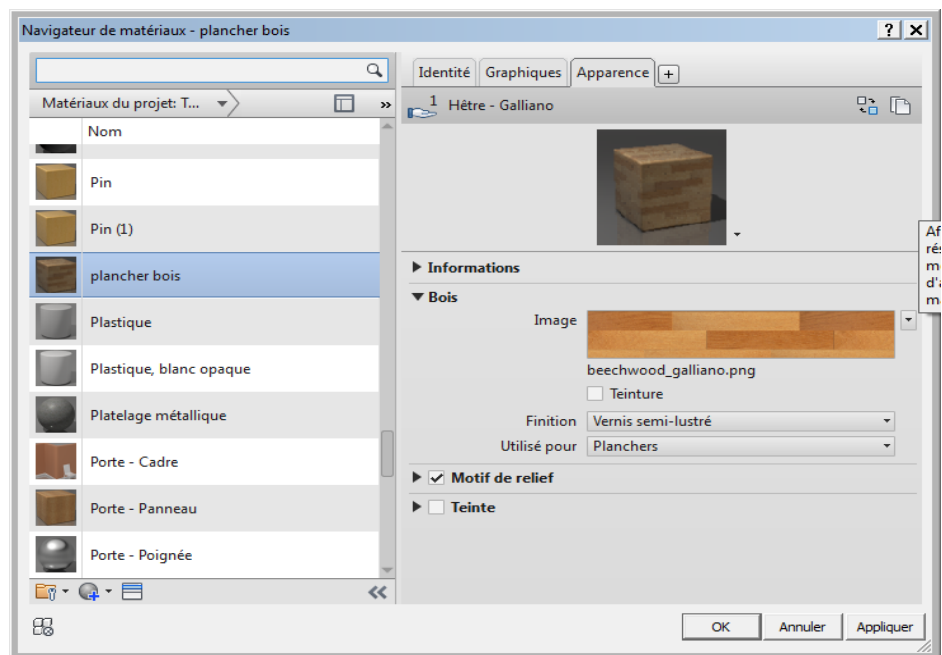 Navigateur de matériaux - plancher bois
? x
Identité Graphiques Apparence +
Matériaux du projet: T... »
1 Hêtre - Galliano
Nom
Pin
Pin (1)
plancher bois
Plastique
Plastique, blanc opaque
Platelage métallique
Porte - Cadre
Porte - Panneau
Porte - Poignée
Informations
Bois
Image
beechwood_galliano.png
Teinture
Finition Vernis semi-lustré
Utilisé pour Planchers
Motif de relief
Teinte
Af
ré
m
d'
m
OK Annuler Appliquer